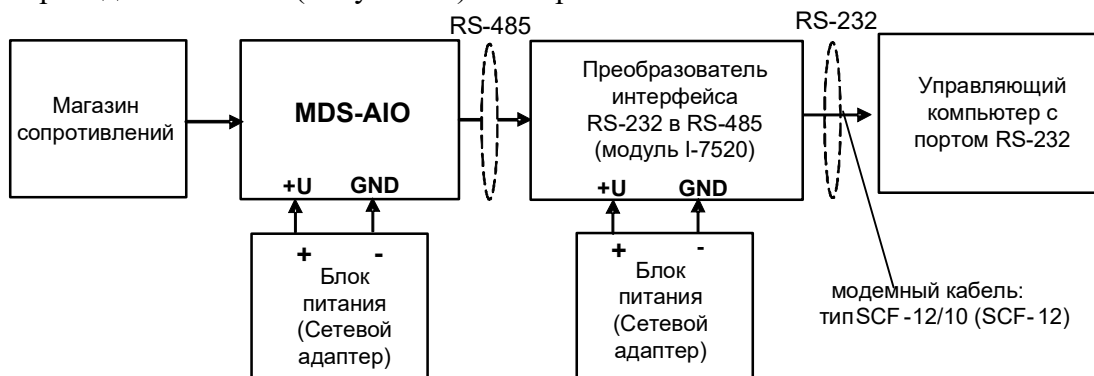 RS-485
RS-232
Магазин
сопротивлений
MDS-AIO
+U GND
Преобразователь
интерфейса
RS-232 в RS-485
(модуль I-7520)
+U GND
Управляющий
компьютер с
портом RS-232
+ -
Блок
питания
(Сетевой
адаптер)
+ -
Блок
питания
(Сетевой
адаптер)
модемный кабель:
тип SCF -12/10 (SCF- 12)